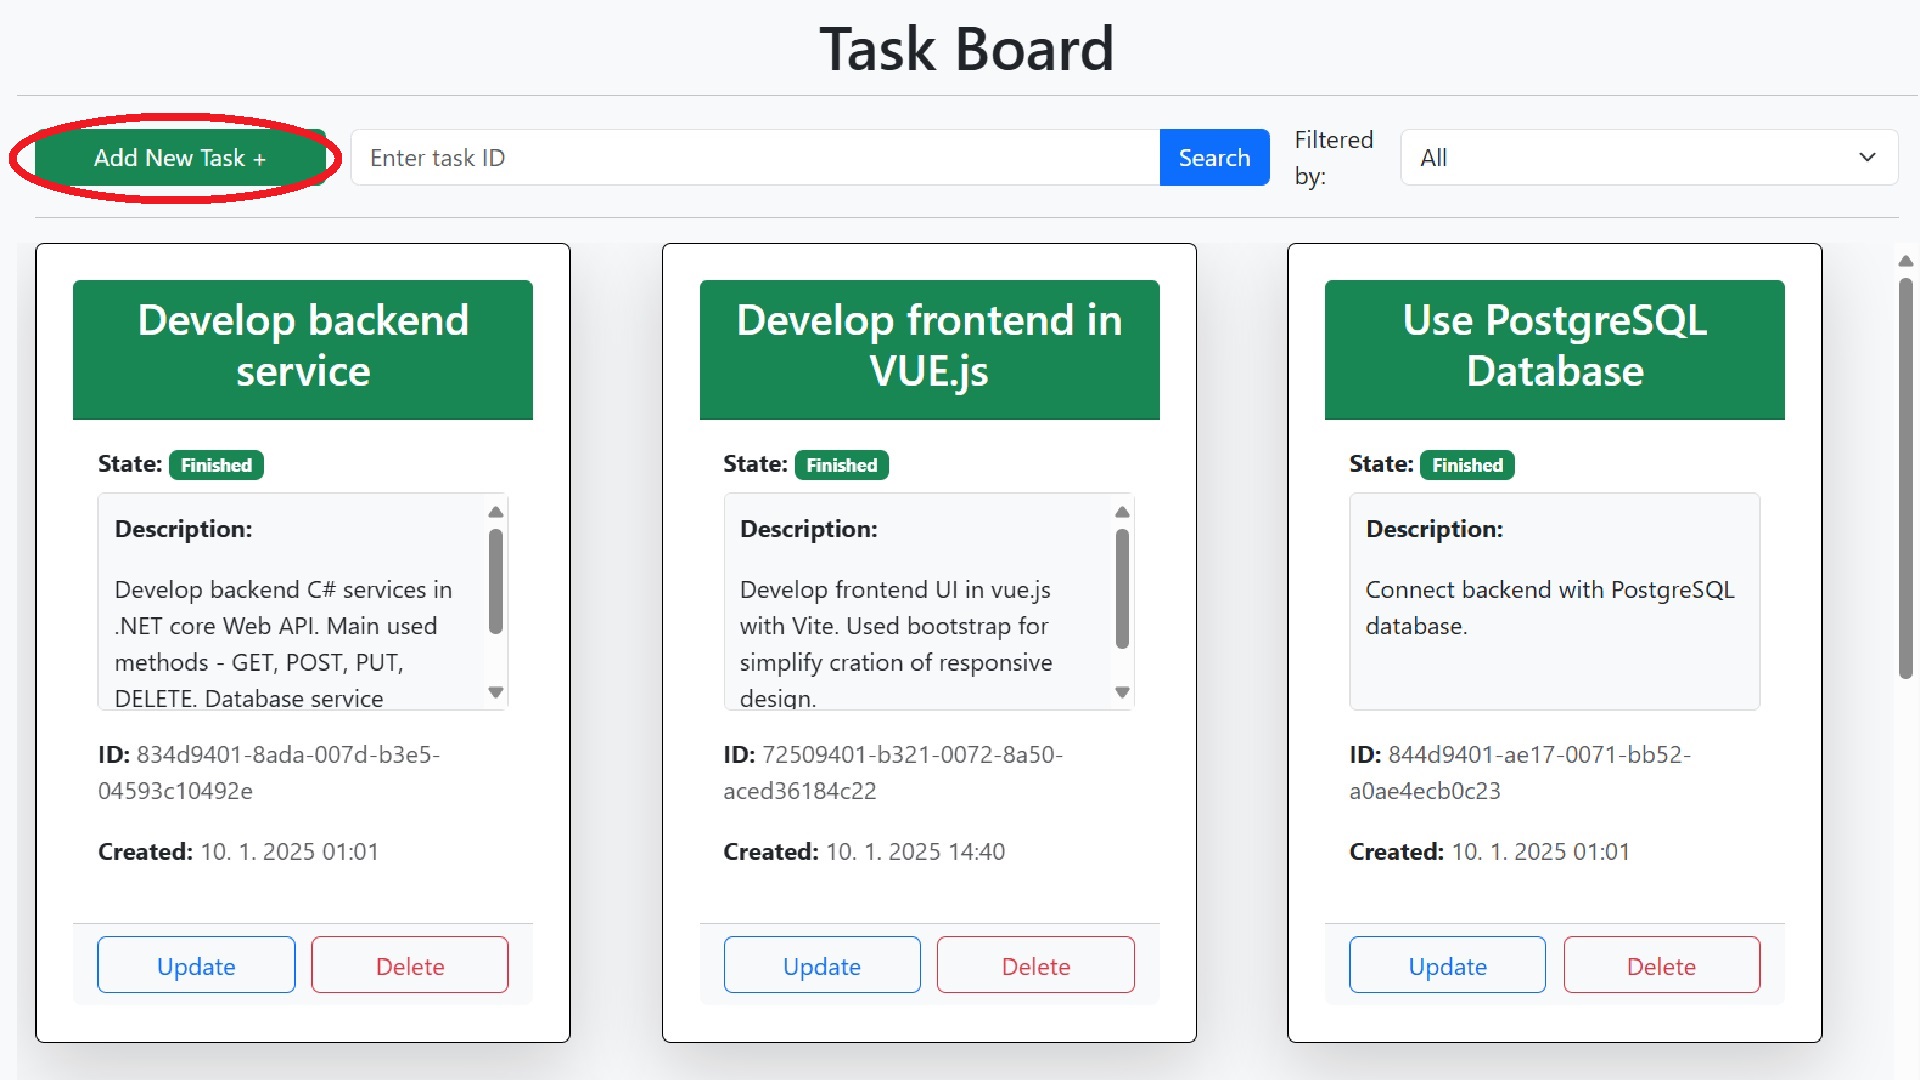 Task Board
Add New Task +
Enter task ID
Search
Filtered
by:
All
Develop backend
service
State: Finished
Description:
Develop backend C# services in
.NET core Web API. Main used
methods - GET, POST, PUT,
DELETE. Database service
ID: 834d9401-8ada-007d-b3e5-
04593c10492e
Created: 10. 1. 2025 01:01
Update
Delete
Develop frontend in
VUE.js
State: Finished
Description:
Develop frontend UI in vue.js
with Vite. Used bootstrap for
simplify cration of responsive
design.
ID: 72509401-b321-0072-8a50-
aced36184c22
Created: 10. 1. 2025 14:40
Update
Delete
Use PostgreSQL
Database
State: Finished
Description:
Connect backend with PostgreSQL
database.
ID: 844d9401-ae17-0071-bb52-
a0ae4ecb0c23
Created: 10. 1. 2025 01:01
Update
Delete